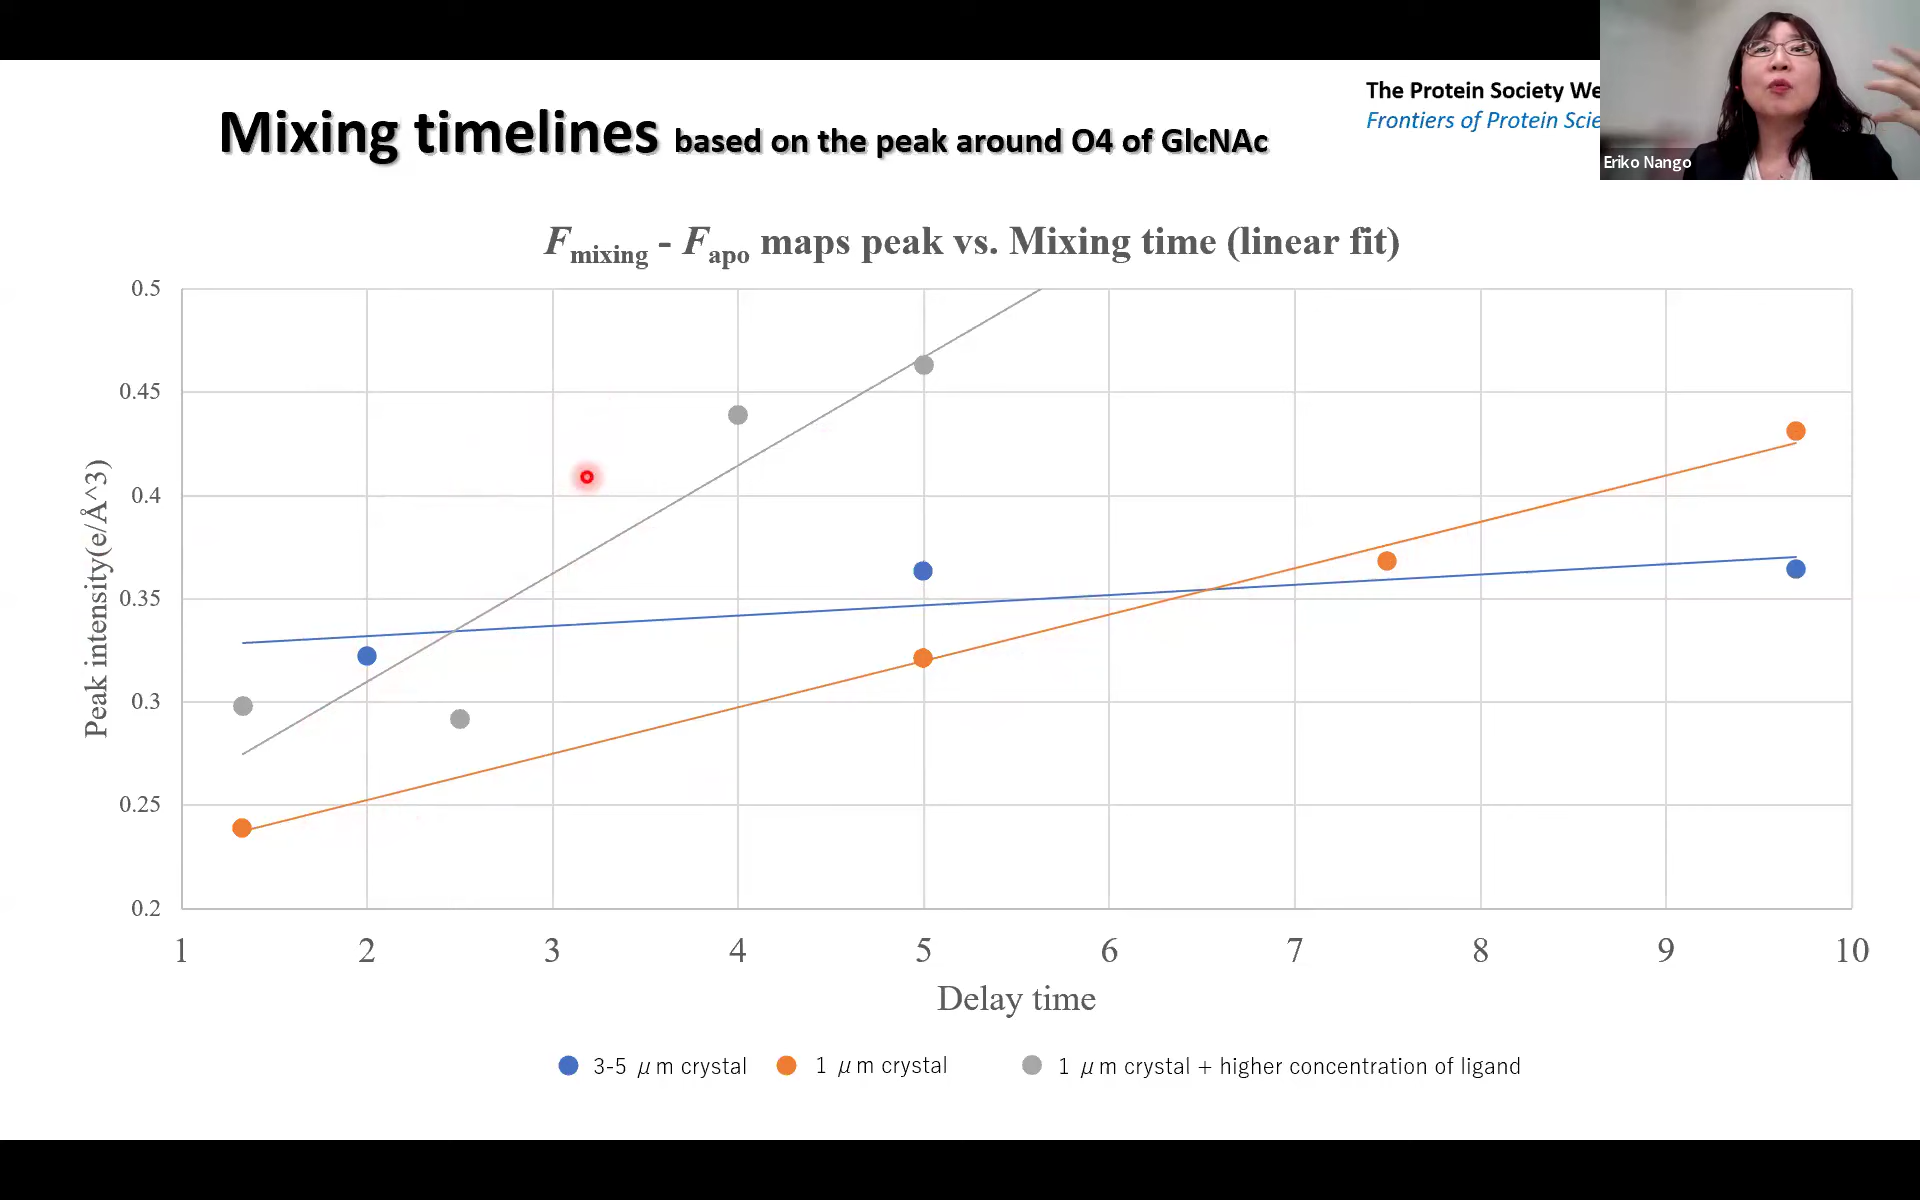 The Protein Society We
Frontiers of Protein Scie
Eriko Nango
Mixing timelines based on the peak around O4 of GlcNAc
Fmixing - Fapo maps peak vs. Mixing time (linear fit)
Peak intensity(e/Å^3)
0.5
0.45
0.4
0.35
0.3
0.25
0.2
1 2 3 4 5 6 7 8 9 10
Delay time
3-5 μm crystal 1 μm crystal 1 μm crystal + higher concentration of ligand